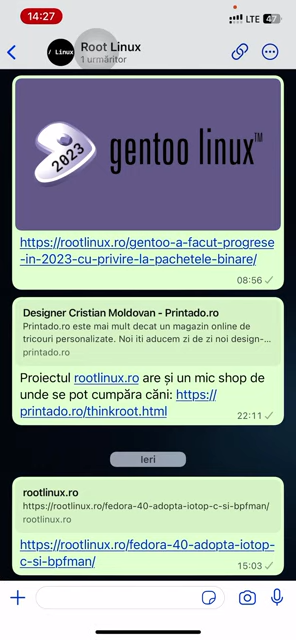 14:27
LTE 47
/ Linux
Root Linux
1 următor
2023
gentoo linux™
https://rootlinux.ro/gentoo-a-facut-progrese
-in-2023-cu-privire-la-pachetele-binare/
08:56
Designer Cristian Moldovan - Printado.ro
Printado.ro este mai mult decat un magazin online de
tricouri personalizate. Noi iti aducem zi de zi noi design-...
printado.ro
Proiectul rootlinux.ro are și un mic shop de
unde se pot cumpăra căni: https://
printado.ro/thinkroot.html
22:11
Ieri
rootlinux.ro
https://rootlinux.ro/fedora-40-adopta-iotop-c-si-bpfman/
rootlinux.ro
https://rootlinux.ro/fedora-40-adopta-iotop-
c-si-bpfman/
15:03